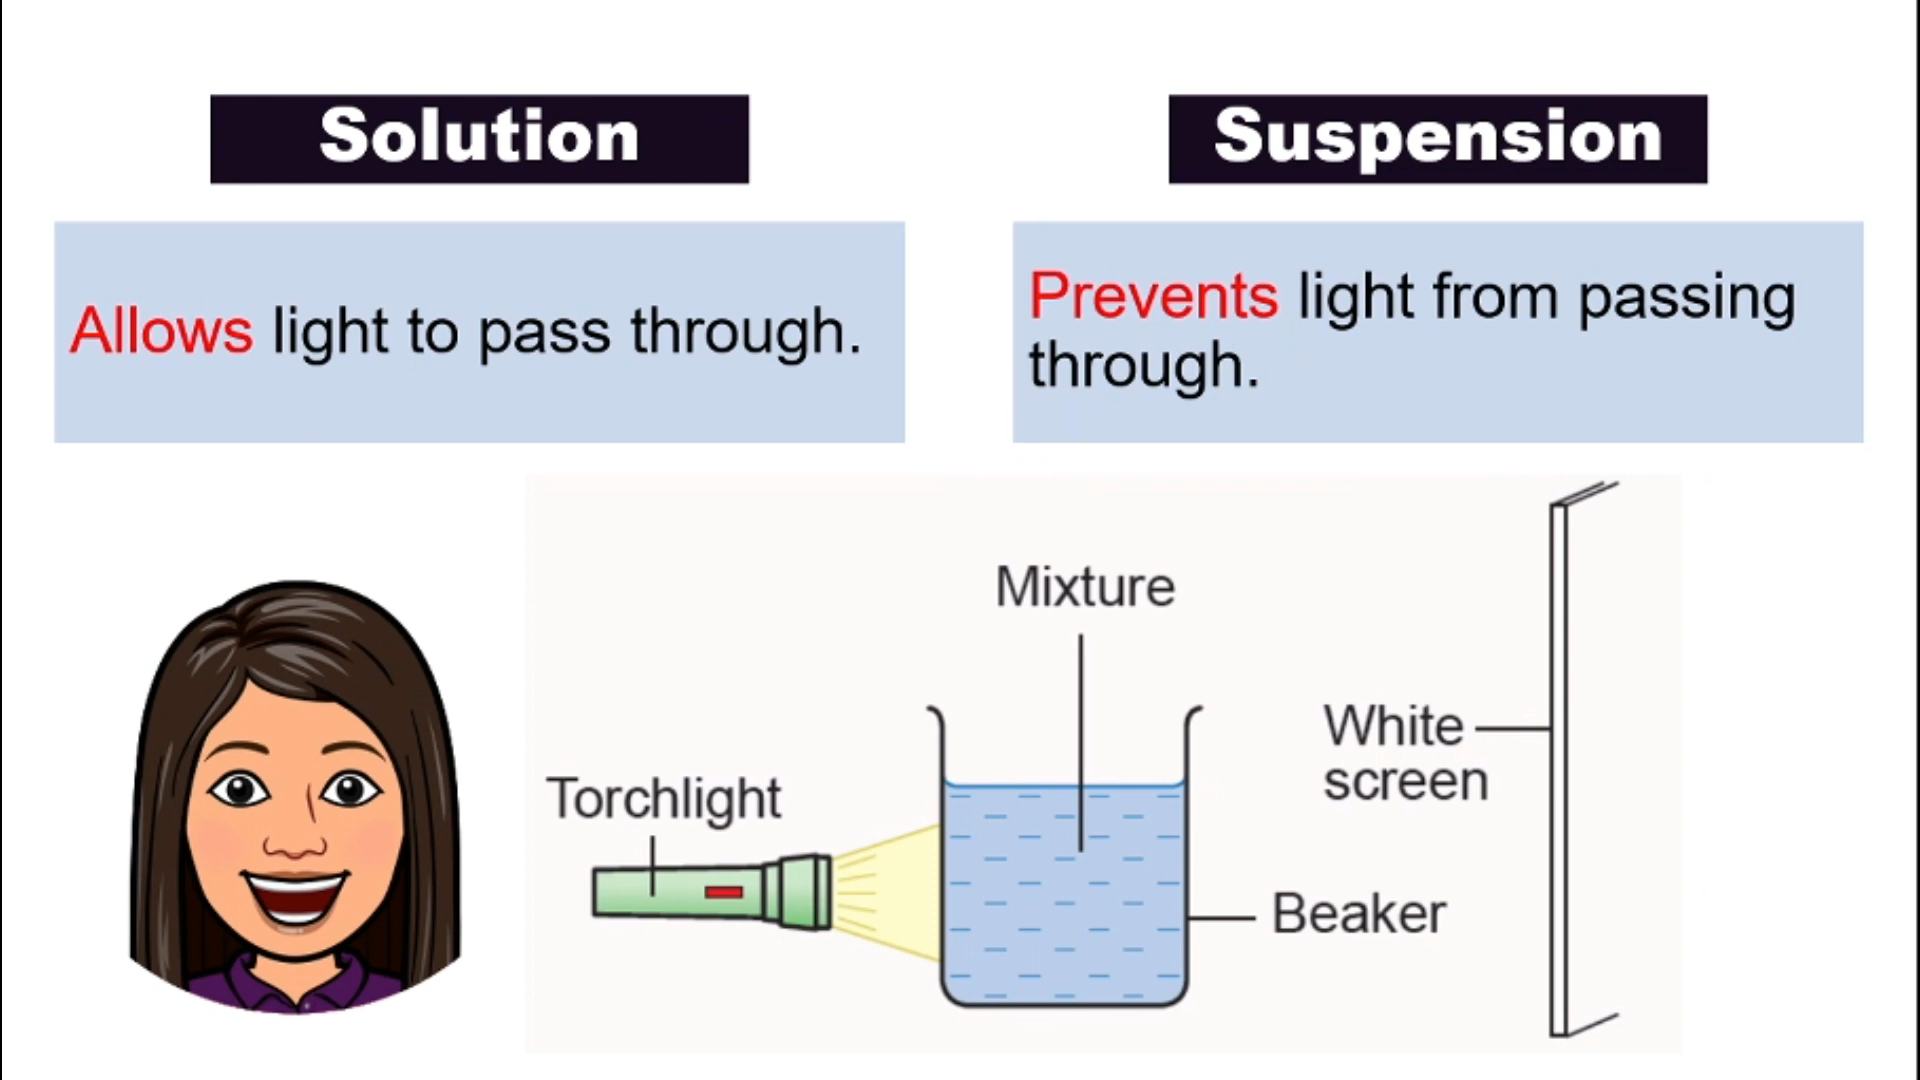 Solution
Suspension
Allows light to pass through.
Prevents light from passing
through.
Mixture
White
screen
Torchlight
Beaker